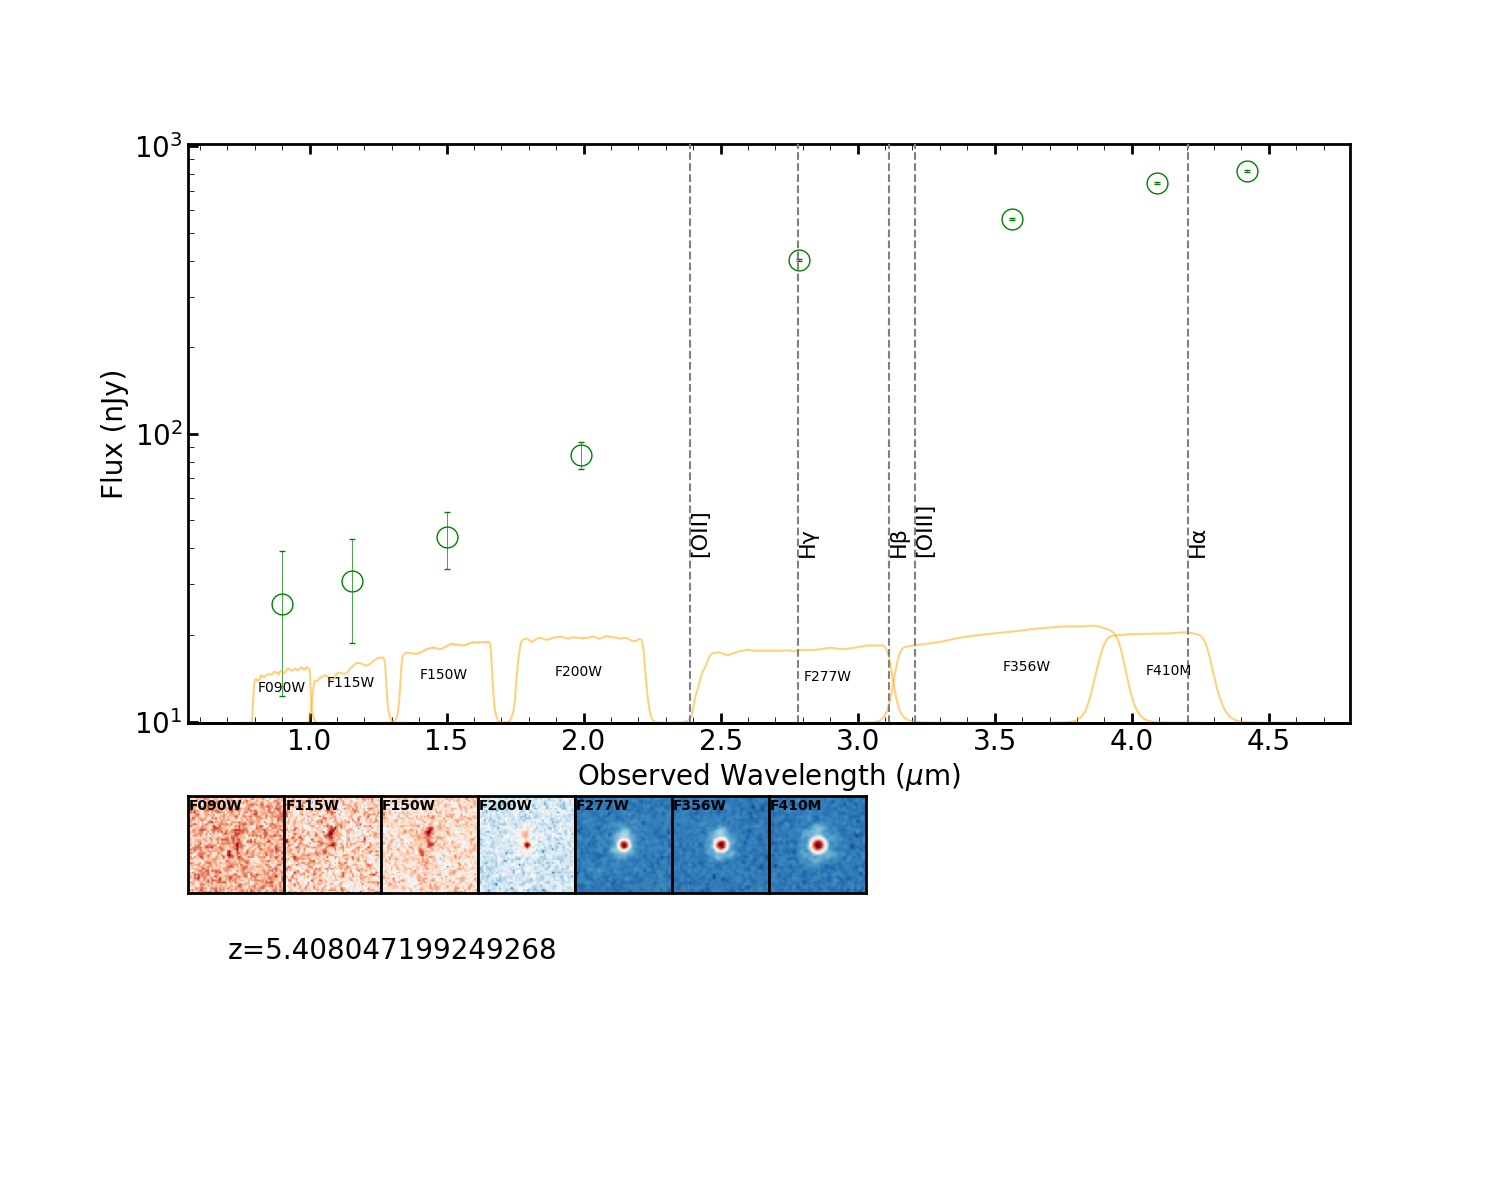 10³
10²
10¹
Flux (nJy)
[OII]
Hγ
Hβ
[OIII]
Hα
F090W
F115W
F150W
F200W
F277W
F356W
F410M
1.0 1.5 2.0 2.5 3.0 3.5 4.0 4.5
Observed Wavelength (μm)
F090W F115W F150W F200W F277W F356W F410M
z=5.408047199249268